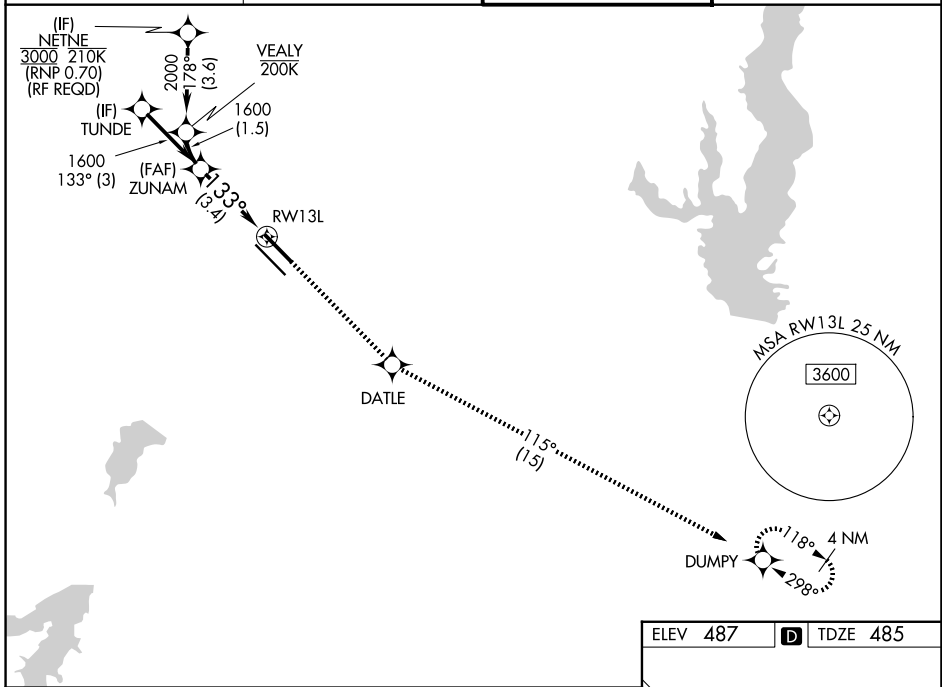 (IF)
NETNE
3000 210K
(RNP 0.70)
(RF REQD)
2000
178°
(3.6)
VEALY
200K
(IF)
TUNDE
1600
(1.5)
1600
133° (3)
(FAF)
ZUNAM
133°
(3.4)
RW13L
DATLE
115°
(15)
MSA RW13L 25 NM
3600
DUMPY
118°
4 NM
298°
ELEV 487 D TDZE 485